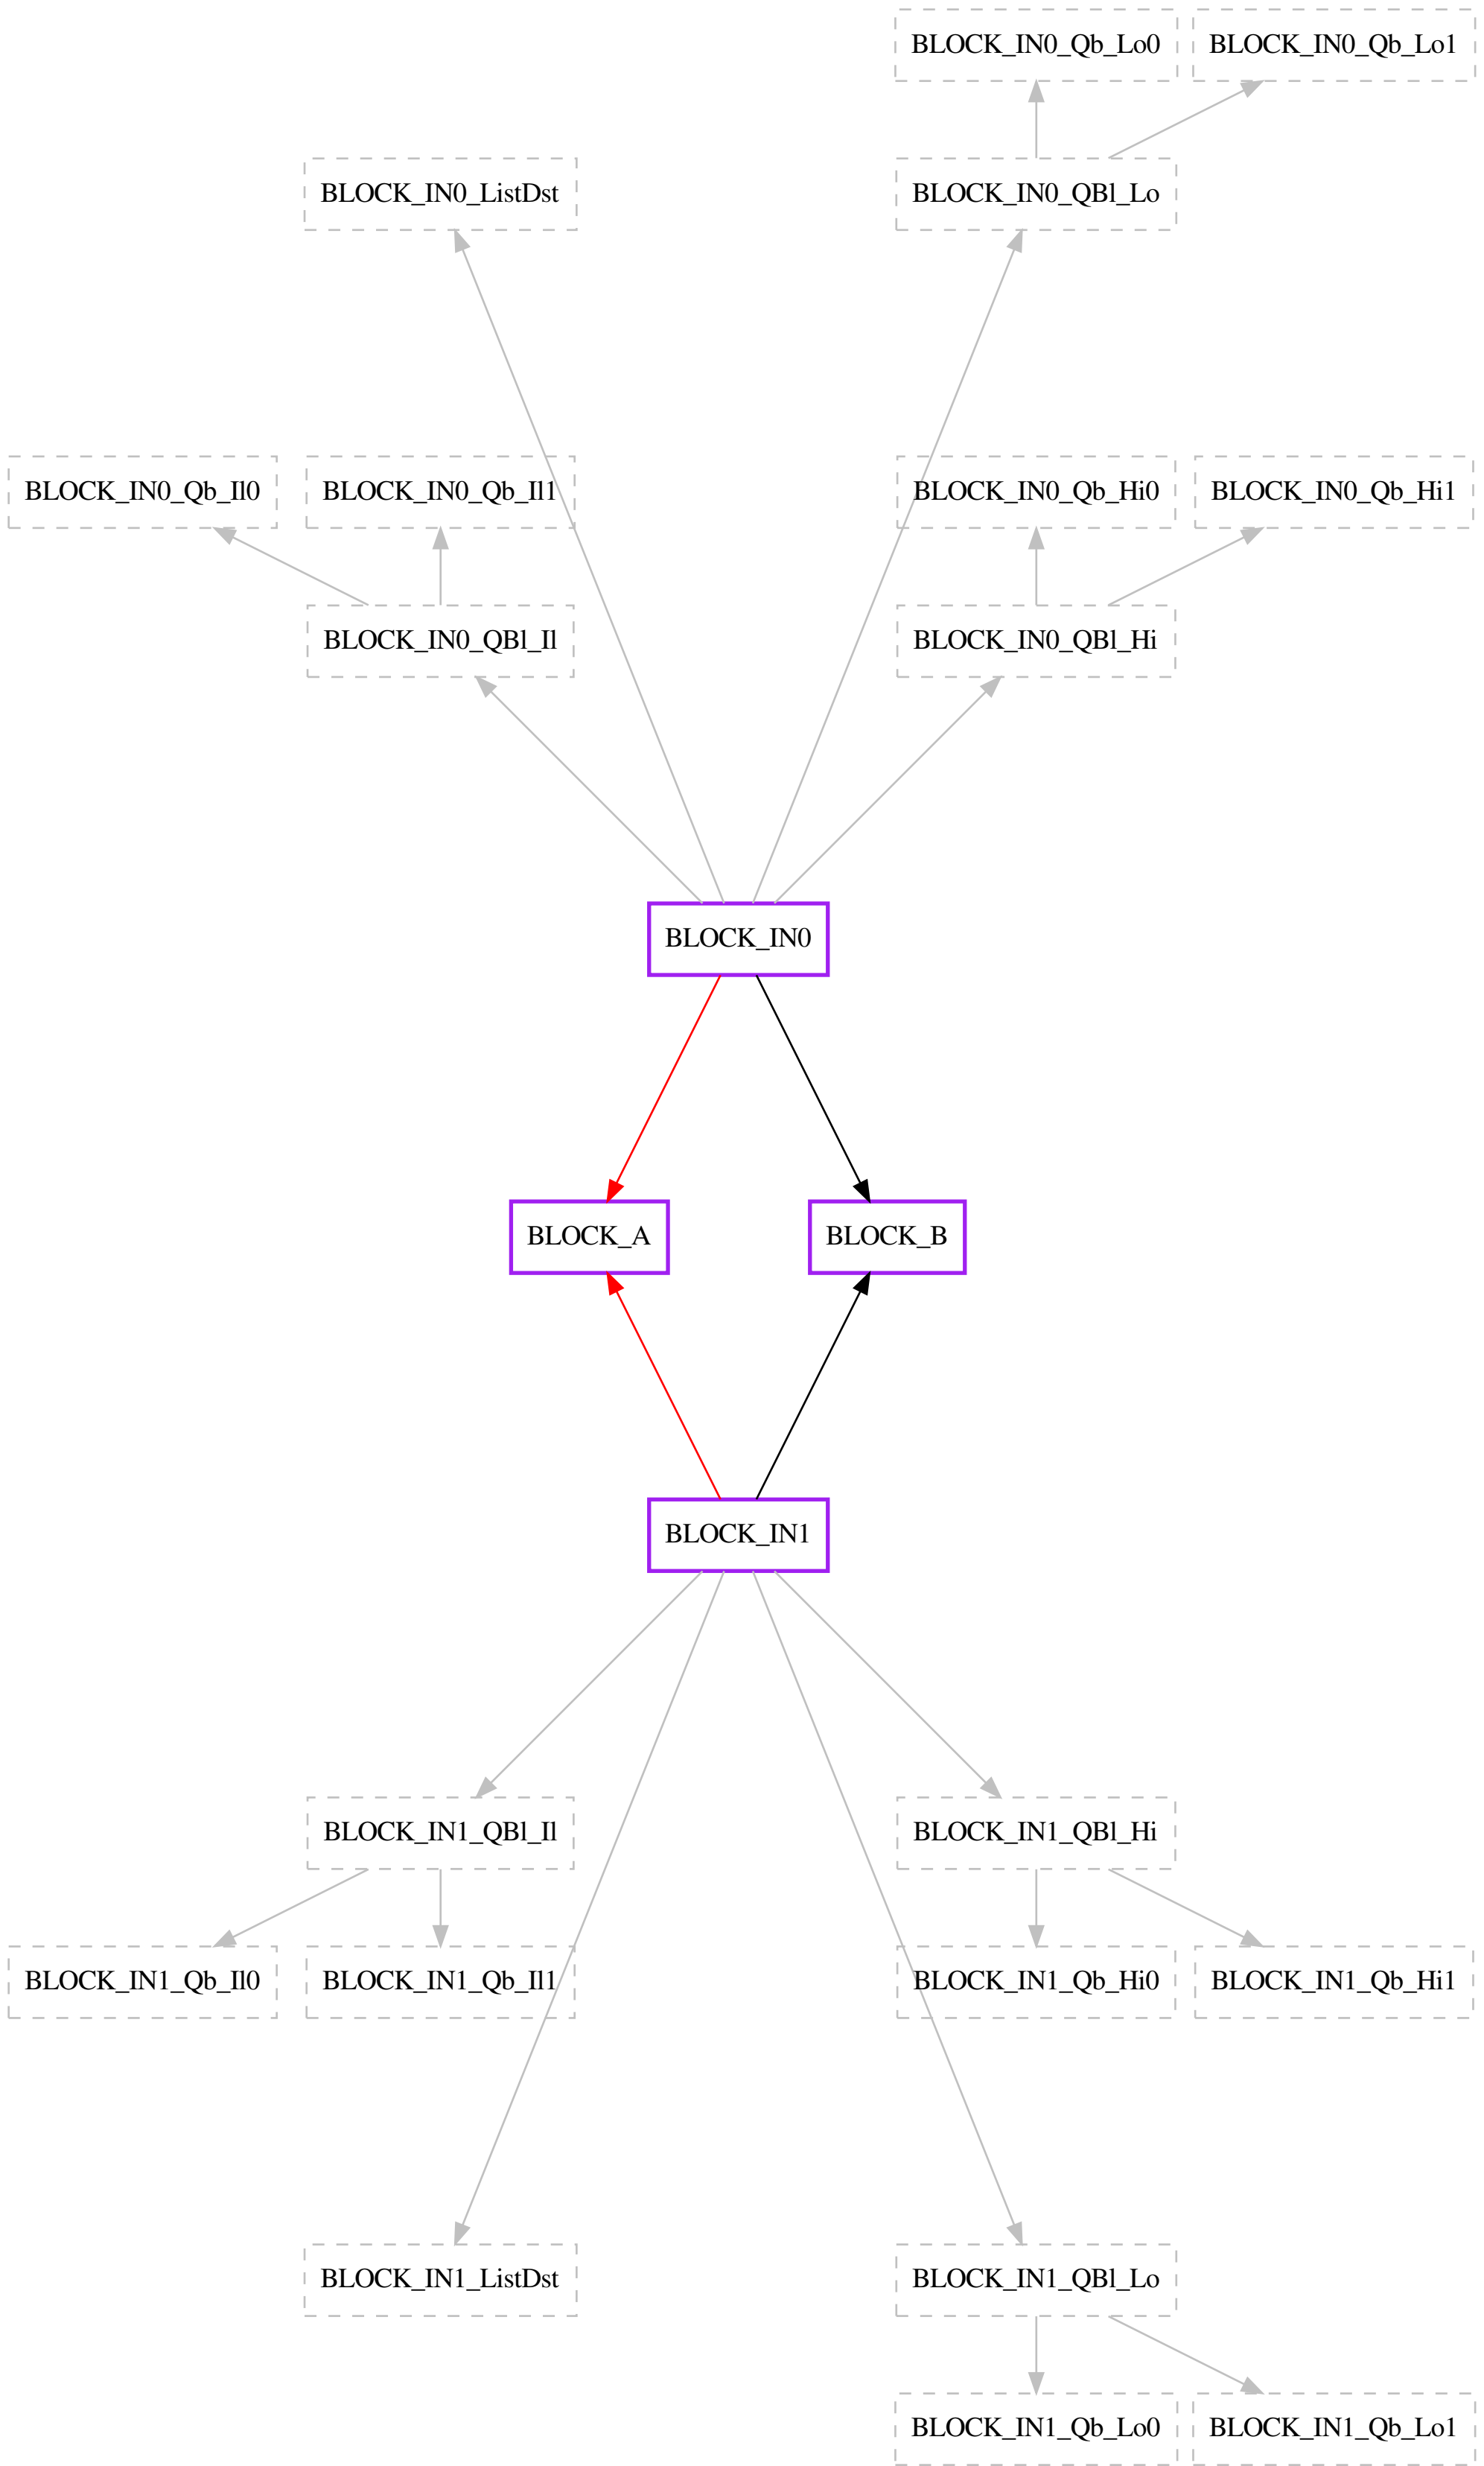 BLOCK_IN0_Qb_Lo0
BLOCK_IN0_Qb_Lo1
BLOCK_IN0_ListDst
BLOCK_IN0_QBl_Lo
BLOCK_IN0_Qb_Il0
BLOCK_IN0_Qb_Il1
BLOCK_IN0_Qb_Hi0
BLOCK_IN0_Qb_Hi1
BLOCK_IN0_QBl_Il
BLOCK_IN0_QBl_Hi
BLOCK_IN0
BLOCK_A
BLOCK_B
BLOCK_IN1
BLOCK_IN1_QBl_Il
BLOCK_IN1_QBl_Hi
BLOCK_IN1_Qb_Il0
BLOCK_IN1_Qb_Il1
BLOCK_IN1_Qb_Hi0
BLOCK_IN1_Qb_Hi1
BLOCK_IN1_ListDst
BLOCK_IN1_QBl_Lo
BLOCK_IN1_Qb_Lo0
BLOCK_IN1_Qb_Lo1